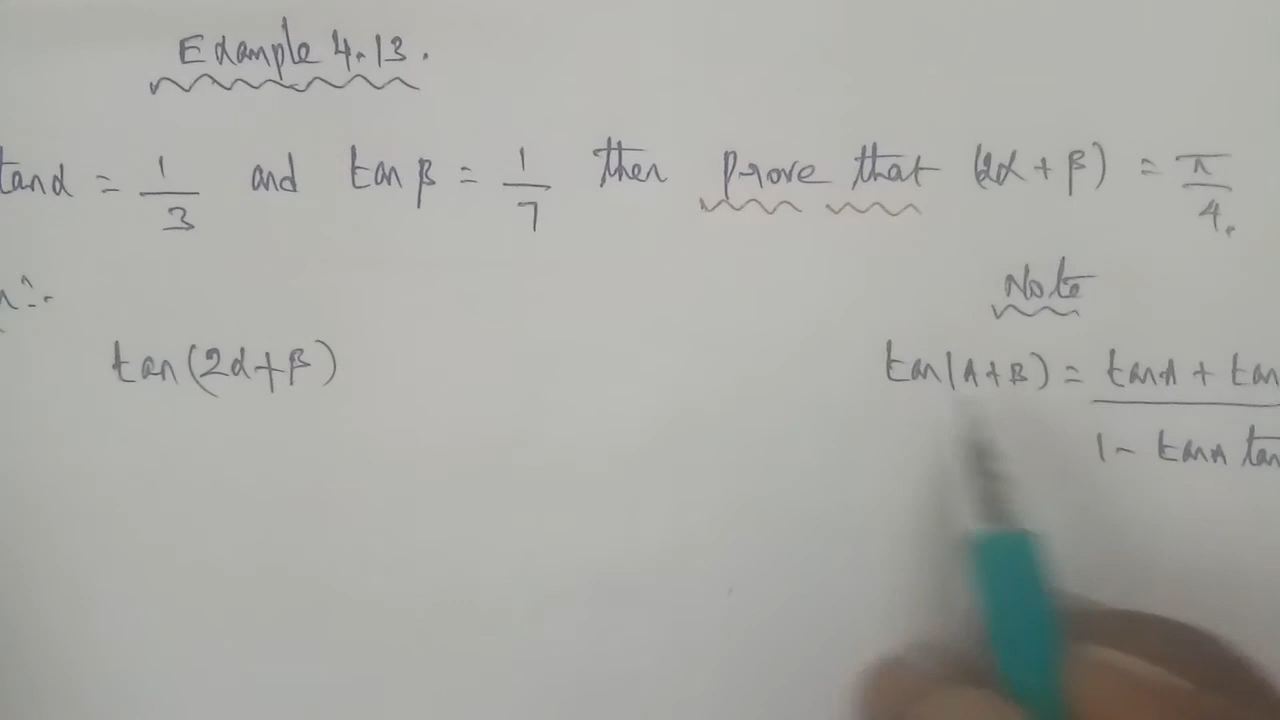 Example 4.13.
tanα = 1/3 and tan β = 1/7 then prove that (2α + β) = π/4.
Note
tan(2α+β)
tan(A+B) = tanA + tan / 1 - tanA tan